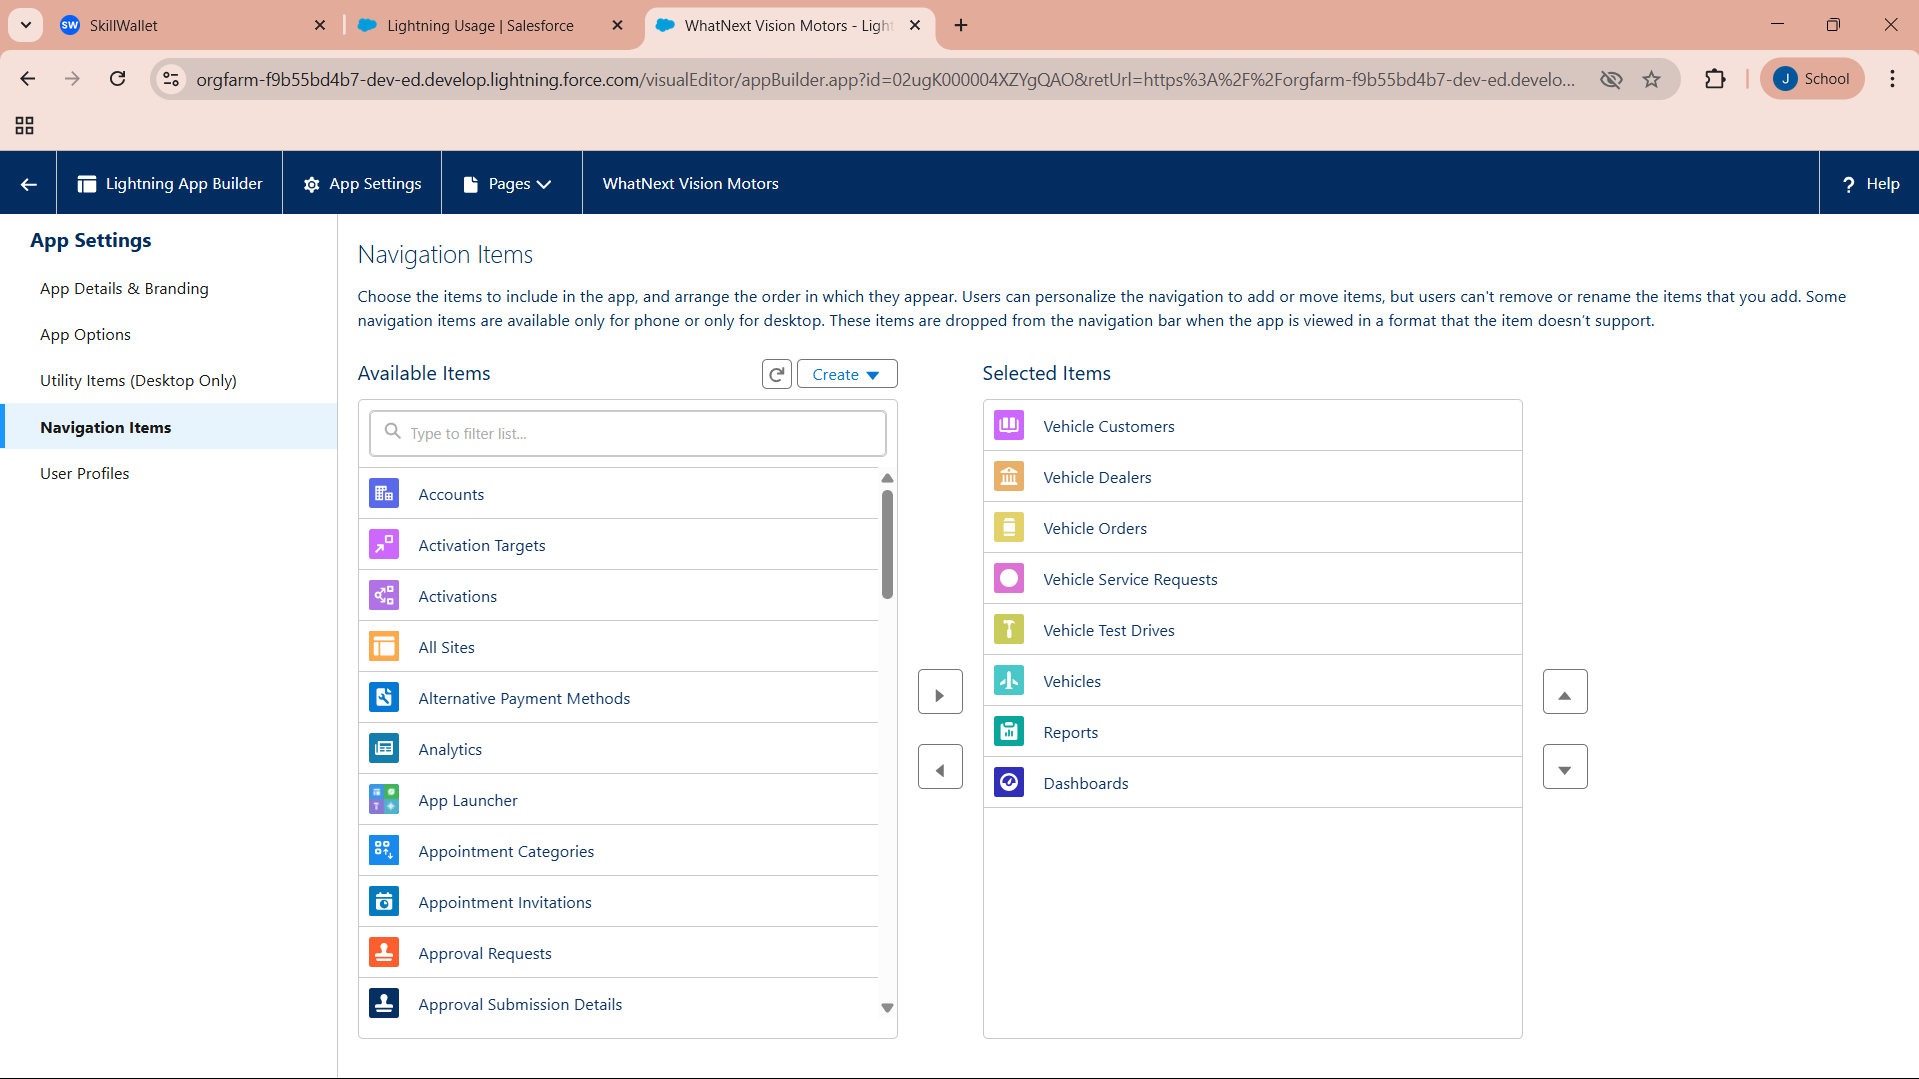 SW SkillWallet
Lightning Usage | Salesforce
WhatNext Vision Motors - Ligh
orgfarm-f9b55bd4b7-dev-ed.develop.lightning.force.com/visualEditor/appBuilder.app?id=02ugK000004XZYgQAO&retUrl=https%3A%2F%2Forgfarm-f9b55bd4b7-dev-ed.develo...
J School
Lightning App Builder
App Settings
Pages
WhatNext Vision Motors
? Help
App Settings
App Details & Branding
App Options
Utility Items (Desktop Only)
Navigation Items
User Profiles
Navigation Items
Choose the items to include in the app, and arrange the order in which they appear. Users can personalize the navigation to add or move items, but users can't remove or rename the items that you add. Some
navigation items are available only for phone or only for desktop. These items are dropped from the navigation bar when the app is viewed in a format that the item doesn't support.
Available Items
Create
Type to filter list...
Accounts
Activation Targets
Activations
All Sites
Alternative Payment Methods
Analytics
App Launcher
Appointment Categories
Appointment Invitations
Approval Requests
Approval Submission Details
Selected Items
Vehicle Customers
Vehicle Dealers
Vehicle Orders
Vehicle Service Requests
Vehicle Test Drives
Vehicles
Reports
Dashboards